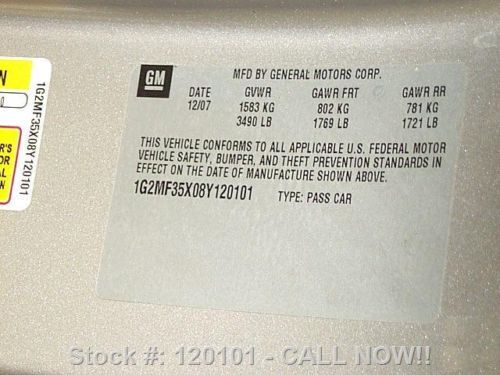 GM
MFD BY GENERAL MOTORS CORP.
DATE GVWR GAWR FRT GAWR RR
12/07 1583 KG 802 KG 781 KG
3490 LB 1769 LB 1721 LB
THIS VEHICLE CONFORMS TO ALL APPLICABLE U.S. FEDERAL MOTOR
VEHICLE SAFETY, BUMPER, AND THEFT PREVENTION STANDARDS IN
EFFECT ON THE DATE OF MANUFACTURE SHOWN ABOVE.
1G2MF35X08Y120101 TYPE: PASS CAR
1G2MF35X08Y120101
Stock #: 120101 - CALL NOW!!